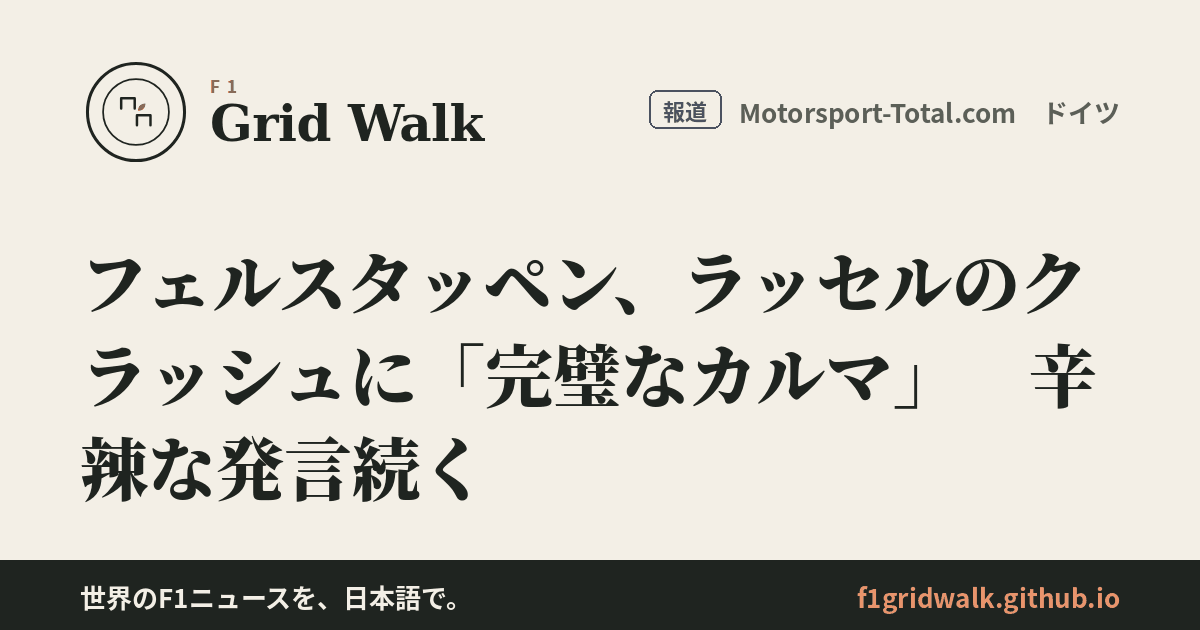 F1
Grid Walk
報道 Motorsport-Total.com ドイツ
フェルスタッペン、ラッセルのク
ラッシュに「完璧なカルマ」 辛
辣な発言続く
世界のF1ニュースを、日本語で。
f1gridwalk.github.io